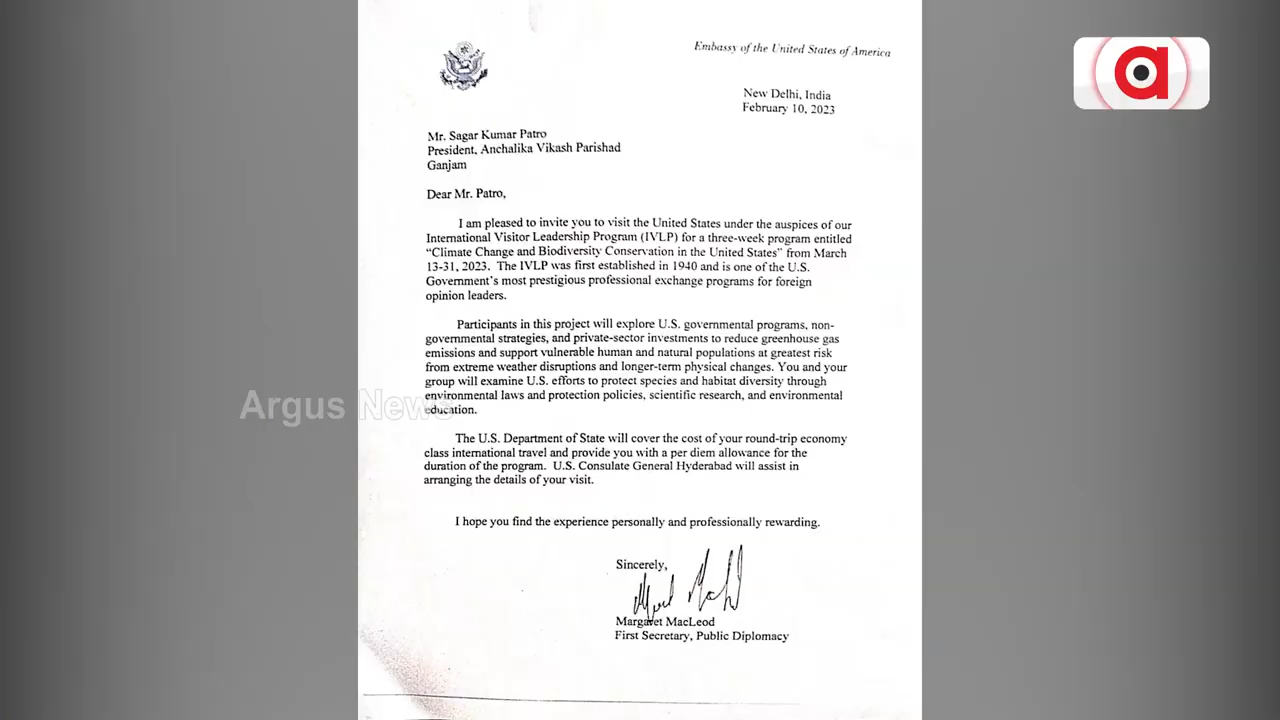 Embassy of the United States of America
New Delhi, India
February 10, 2023
Mr. Sagar Kumar Patro
President, Anchalika Vikash Parishad
Ganjam
Dear Mr. Patro,
I am pleased to invite you to visit the United States under the auspices of our
International Visitor Leadership Program (IVLP) for a three-week program entitled
“Climate Change and Biodiversity Conservation in the United States” from March
13-31, 2023. The IVLP was first established in 1940 and is one of the U.S.
Government’s most prestigious professional exchange programs for foreign
opinion leaders.
Participants in this project will explore U.S. governmental programs, non-
governmental strategies, and private-sector investments to reduce greenhouse gas
emissions and support vulnerable human and natural populations at greatest risk
from extreme weather disruptions and longer-term physical changes. You and your
group will examine U.S. efforts to protect species and habitat diversity through
environmental laws and protection policies, scientific research, and environmental
education.
Argus News
The U.S. Department of State will cover the cost of your round-trip economy
class international travel and provide you with a per diem allowance for the
duration of the program. U.S. Consulate General Hyderabad will assist in
arranging the details of your visit.
I hope you find the experience personally and professionally rewarding.
Sincerely,
Margaret MacLeod
First Secretary, Public Diplomacy
a